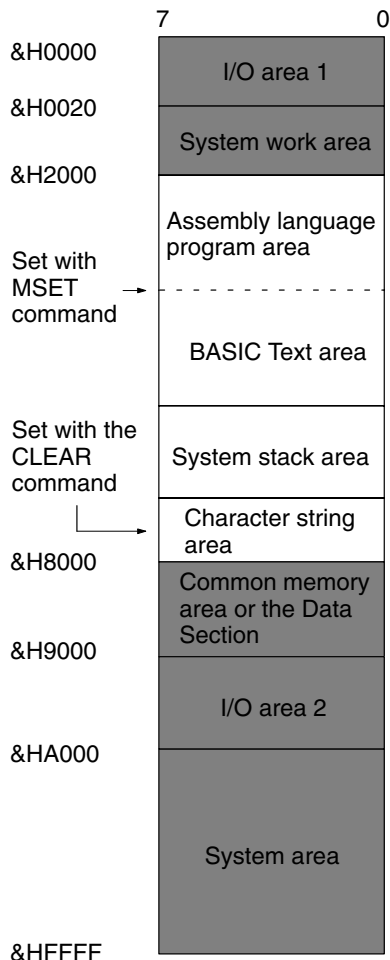 7 0
&H0000
I/O area 1
&H0020
System work area
&H2000
Assembly language
program area
Set with
MSET
command
BASIC Text area
Set with the
CLEAR
command
System stack area
Character string
area
&H8000
Common memory
area or the Data
Section
&H9000
I/O area 2
&HA000
System area
&HFFFF